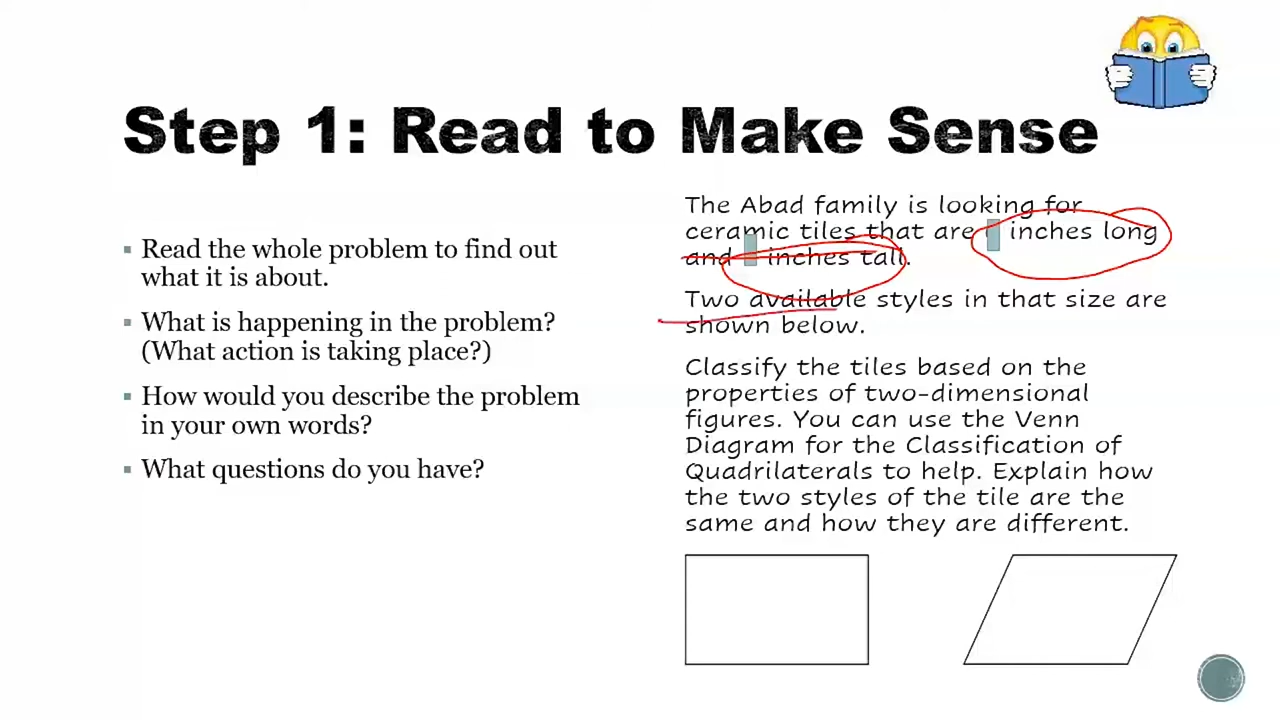 Step 1: Read to Make Sense
▪ Read the whole problem to find out
what it is about.
▪ What is happening in the problem?
(What action is taking place?)
▪ How would you describe the problem
in your own words?
▪ What questions do you have?
The Abad family is looking for
ceramic tiles that are inches long
and inches tall.
Two available styles in that size are
shown below.
Classify the tiles based on the
properties of two-dimensional
figures. You can use the Venn
Diagram for the Classification of
Quadrilaterals to help. Explain how
the two styles of the tile are the
same and how they are different.